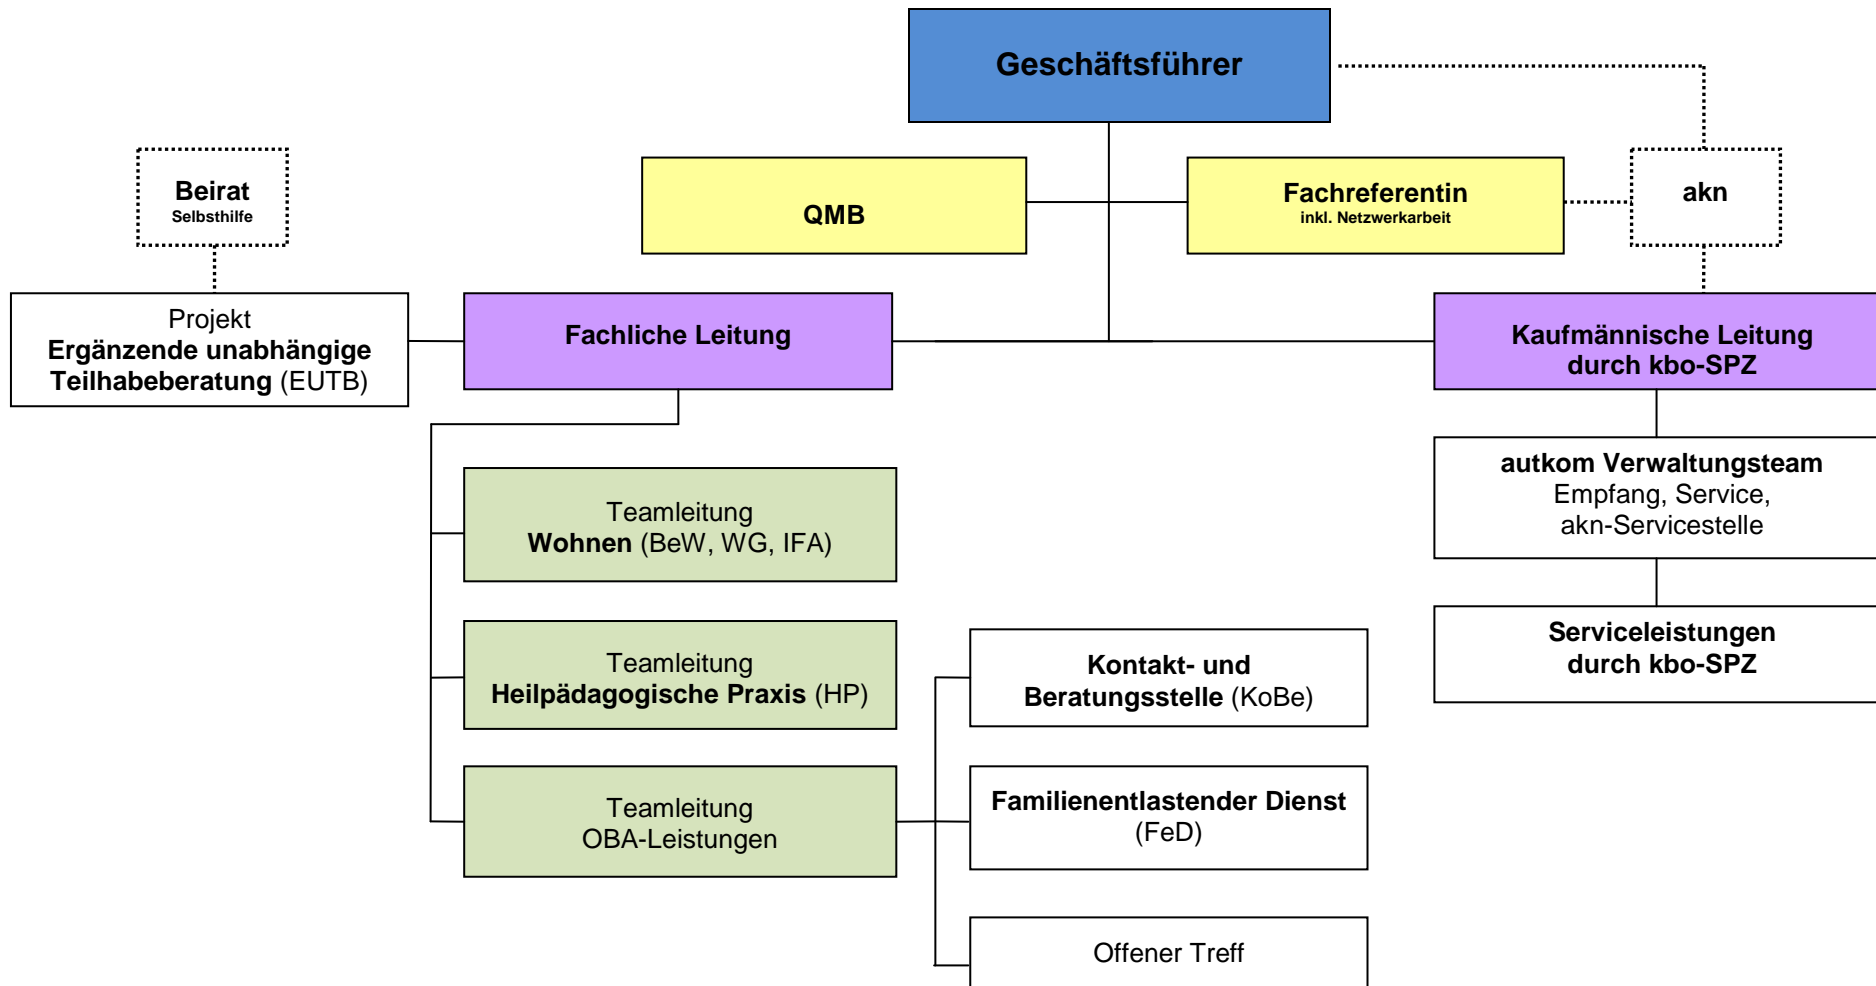 Geschäftsführer
Beirat
Selbsthilfe
QMB
Fachreferentin
inkl. Netzwerkarbeit
akn
Projekt
Ergänzende unabhängige
Teilhabeberatung (EUTB)
Fachliche Leitung
Kaufmännische Leitung
durch kbo-SPZ
autkom Verwaltungsteam
Empfang, Service,
akn-Servicestelle
Teamleitung
Wohnen (BeW, WG, IFA)
Serviceleistungen
durch kbo-SPZ
Teamleitung
Heilpädagogische Praxis (HP)
Kontakt- und
Beratungsstelle (KoBe)
Teamleitung
OBA-Leistungen
Familienentlastender Dienst
(FeD)
Offener Treff